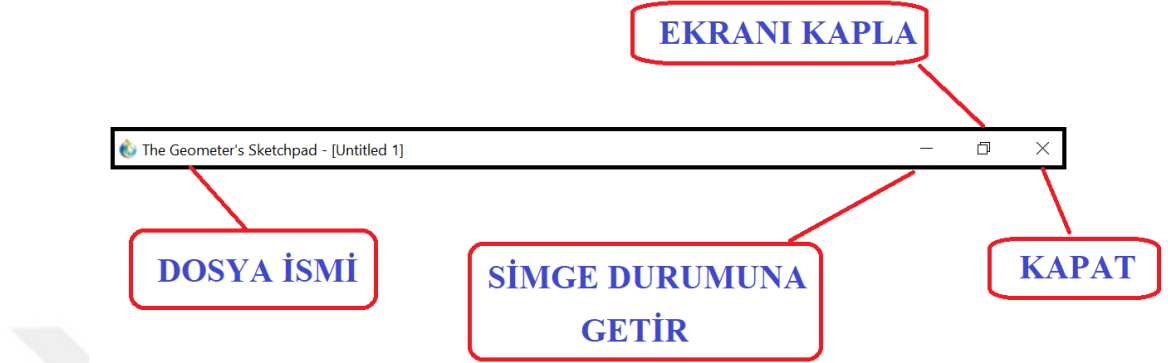 EKRANI KAPLA
The Geometer's Sketchpad - [Untitled 1]
DOSYA İSMİ
SİMGE DURUMUNA
GETİR
KAPAT